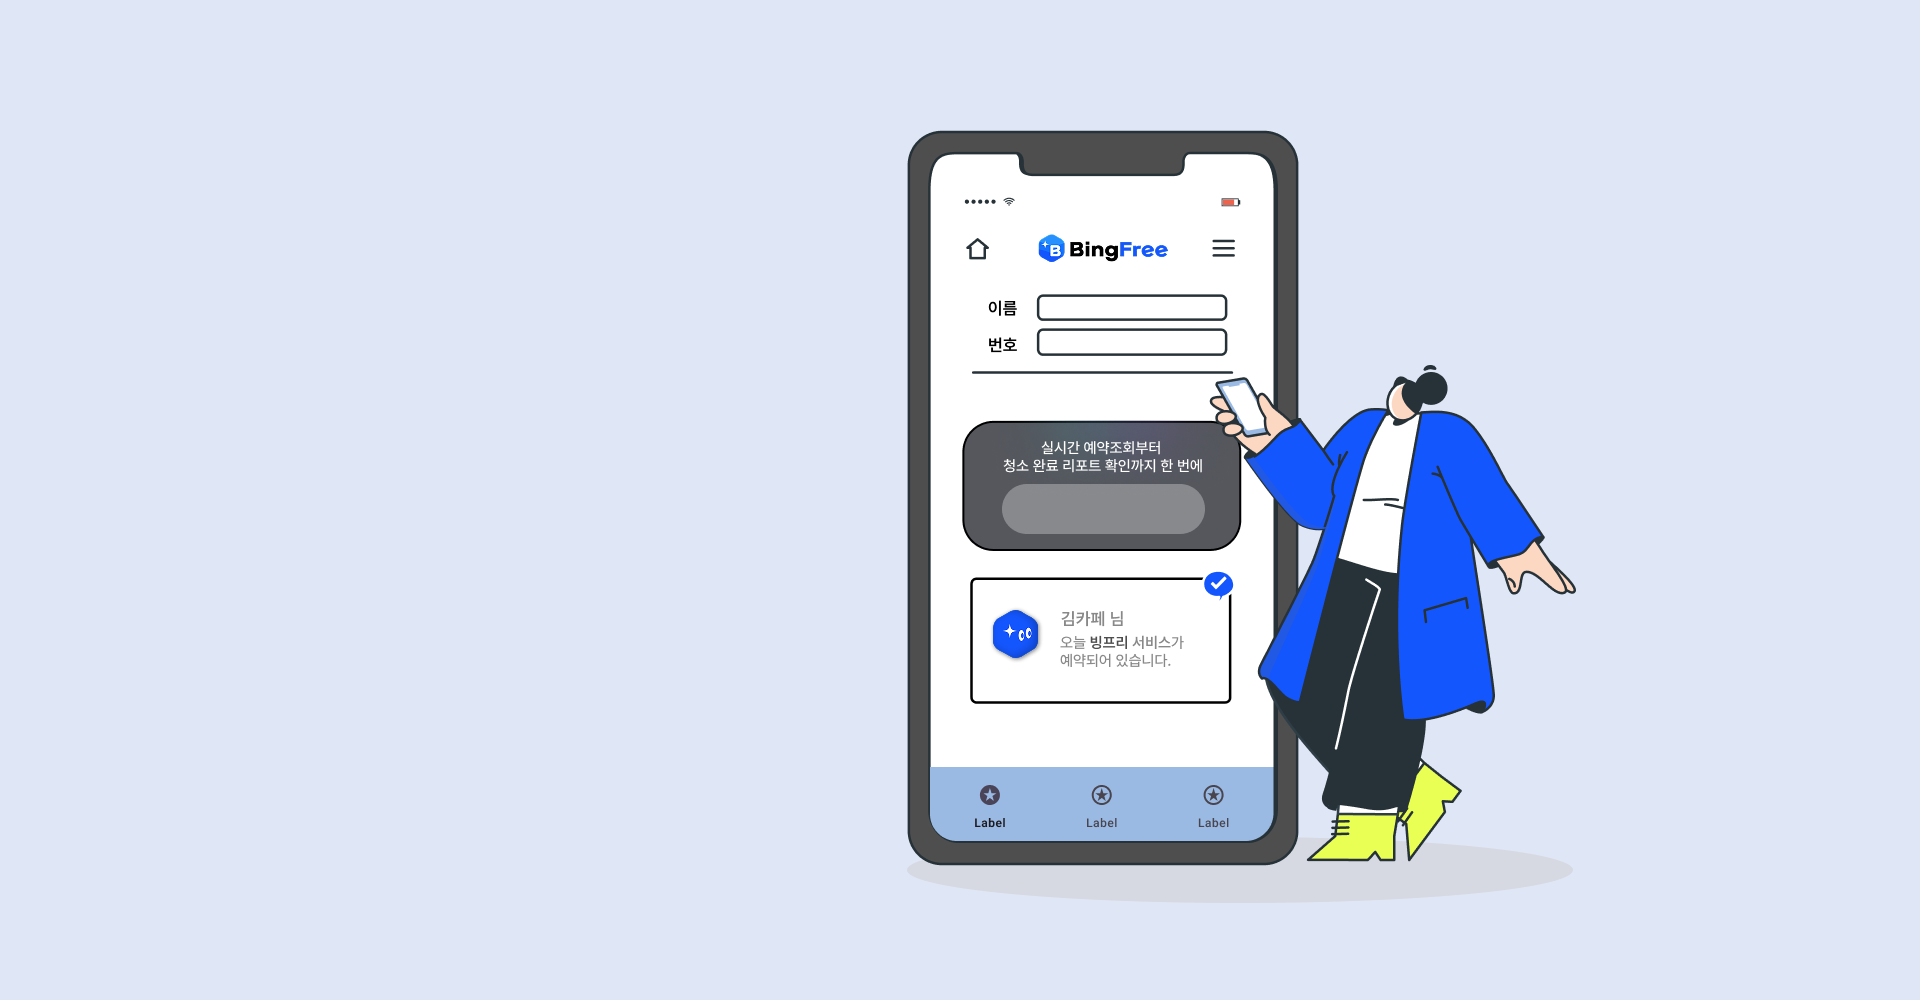 B BingFree
이름
번호
실시간 예약조회부터
청소 완료 리포트 확인까지 한 번에
김카페 님
오늘 빙프리 서비스가
예약되어 있습니다.
Label Label Label